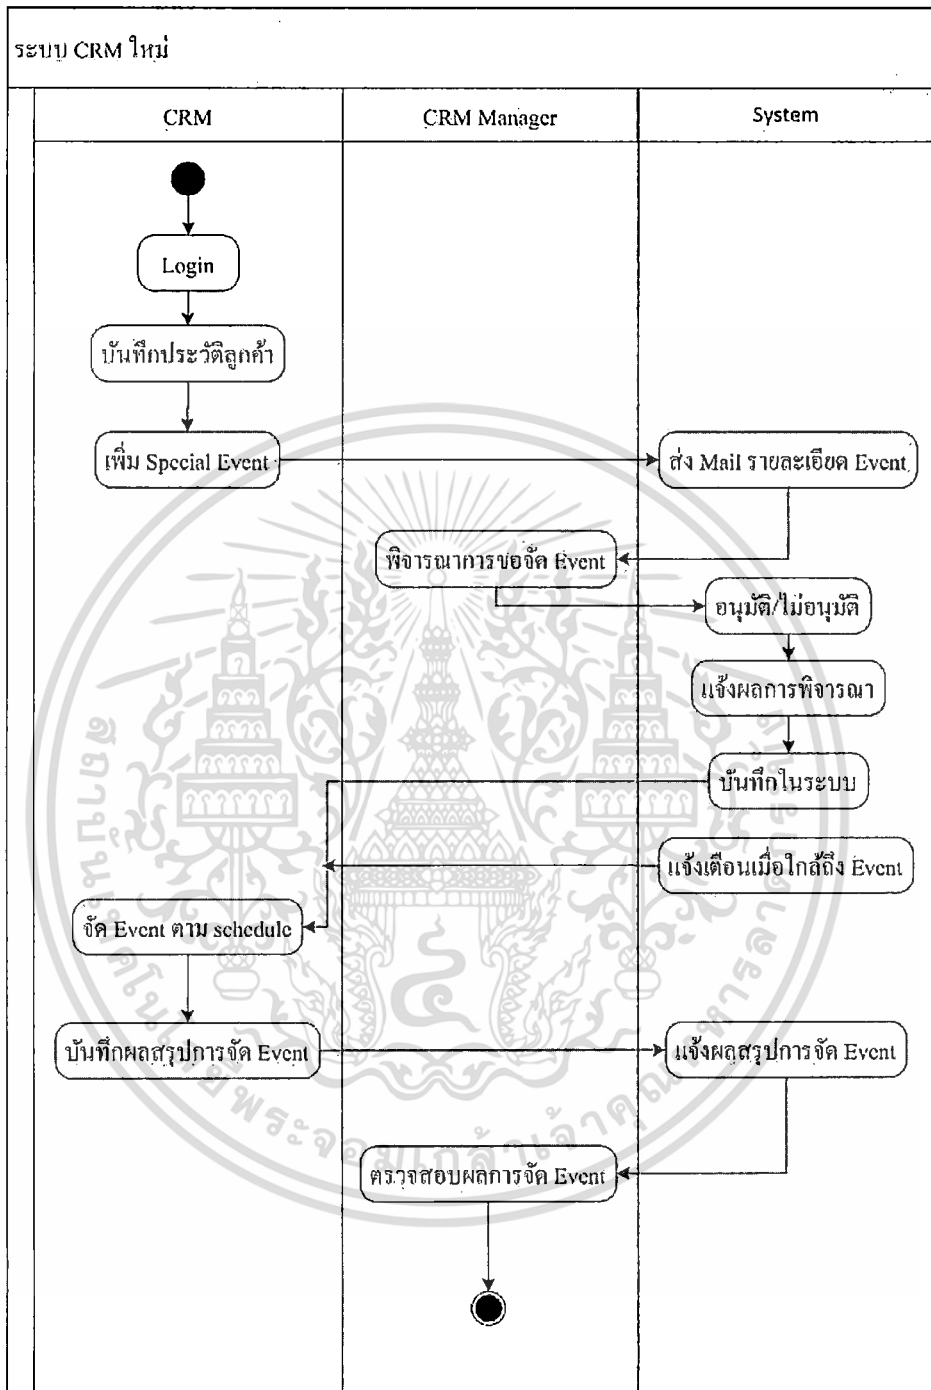 ระบบ CRM ใหม่
CRM
CRM Manager
System
Login
บันทึกประวัติลูกค้า
เพิ่ม Special Event
ส่ง Mail รายละเอียด Event
พิจารณาการขอจัด Event
อนุมัติ/ไม่อนุมัติ
แจ้งผลการพิจารณา
บันทึกในระบบ
แจ้งเตือนเมื่อใกล้ถึง Event
จัด Event ตาม schedule
บันทึกผลสรุปการจัด Event
แจ้งผลสรุปการจัด Event
ตรวจสอบผลการจัด Event